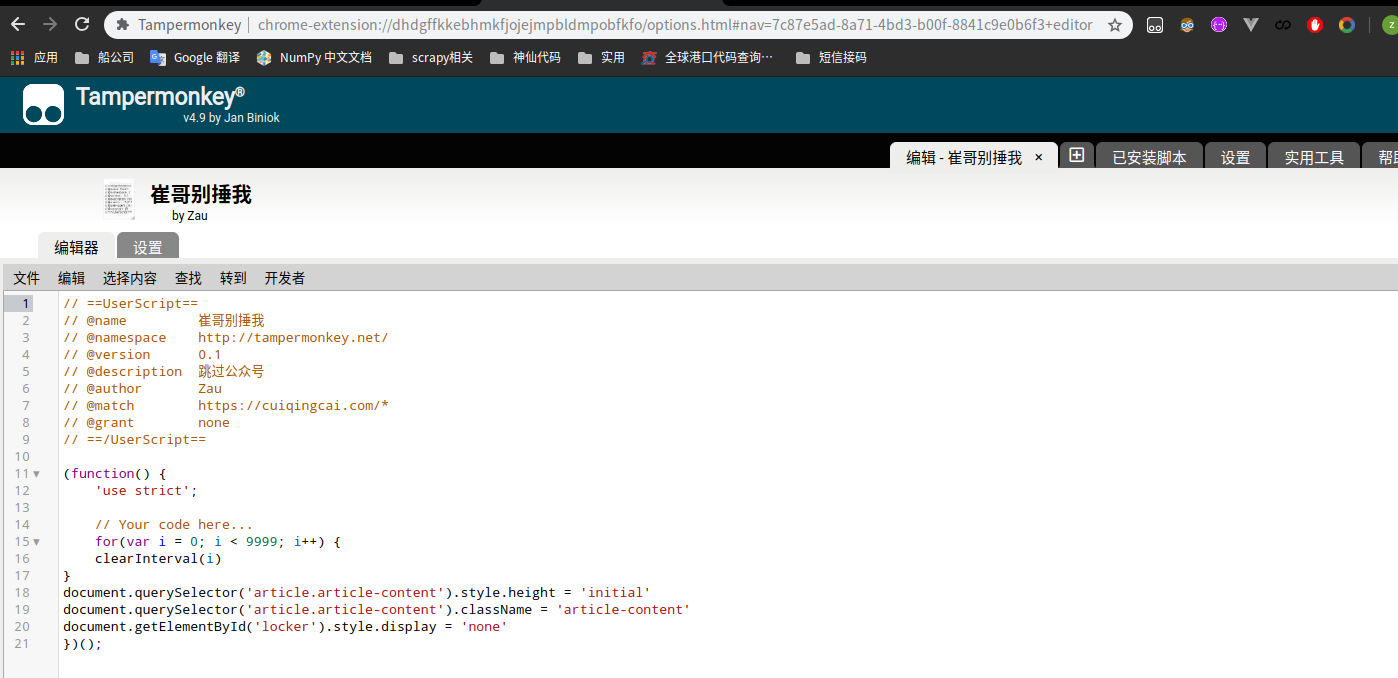 Tampermonkey | chrome-extension://dhdgffkkebhmkfjojejmpbldmpobfkfo/options.html#nav=7c87e5ad-8a71-4bd3-b00f-8841c9e0b6f3+editor
应用 船公司 Google 翻译 NumPy 中文文档 scrapy相关 神仙代码 实用 全球港口代码查询… 短信接码
Tampermonkey®
v4.9 by Jan Biniok
编辑 - 崔哥别捶我 × 已安装脚本 设置 实用工具
崔哥别捶我
by Zau
编辑器 设置
文件 编辑 选择内容 查找 转到 开发者
1 // ==UserScript==
2 // @name         崔哥别捶我
3 // @namespace    http://tampermonkey.net/
4 // @version      0.1
5 // @description  跳过公众号
6 // @author       Zau
7 // @match        https://cuiqingcai.com/*
8 // @grant        none
9 // ==/UserScript==
10
11 (function() {
12     'use strict';
13
14     // Your code here...
15     for(var i = 0; i < 9999; i++) {
16     clearInterval(i)
17 }
18 document.querySelector('article.article-content').style.height = 'initial'
19 document.querySelector('article.article-content').className = 'article-content'
20 document.getElementById('locker').style.display = 'none'
21 })();